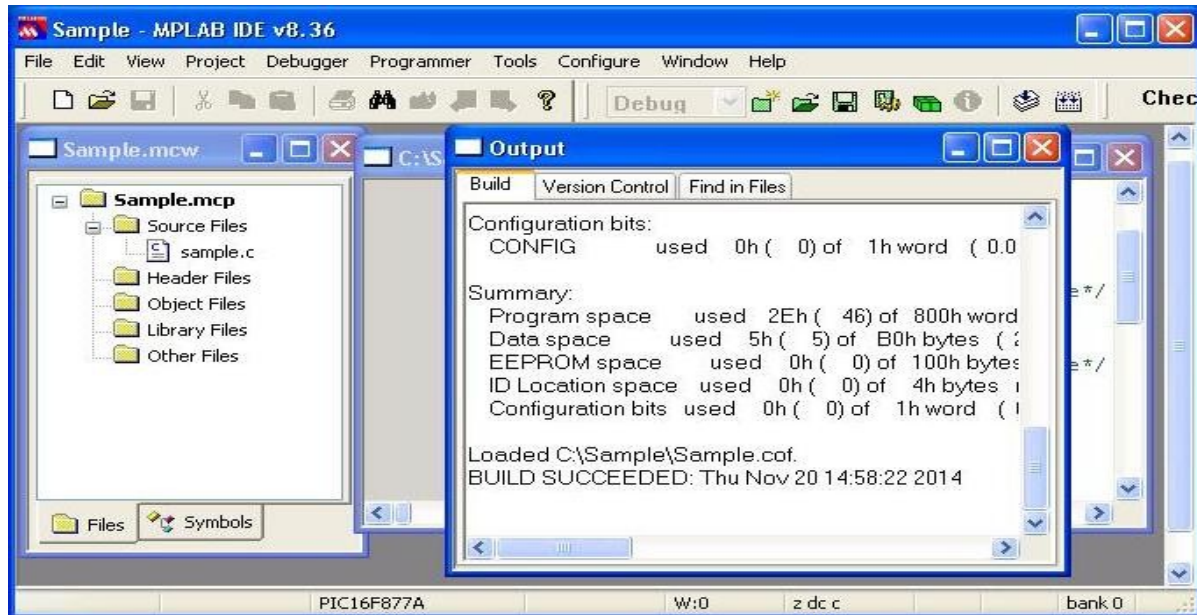 Sample - MPLAB IDE v8.36
File Edit View Project Debugger Programmer Tools Configure Window Help
Debug Chec
Sample.mcw
C:\S
Output
Sample.mcp
Source Files
sample.c
Header Files
Object Files
Library Files
Other Files
Files Symbols
Build Version Control Find in Files
Configuration bits:
CONFIG used 0h ( 0) of 1h word ( 0.0
Summary:
Program space used 2Eh ( 46) of 800h word
Data space used 5h ( 5) of B0h bytes (
EEPROM space used 0h ( 0) of 100h bytes
ID Location space used 0h ( 0) of 4h bytes
Configuration bits used 0h ( 0) of 1h word (
Loaded C:\Sample\Sample.cof.
BUILD SUCCEEDED: Thu Nov 20 14:58:22 2014
e*/
e*/
PIC16F877A W:0 z dc c bank 0